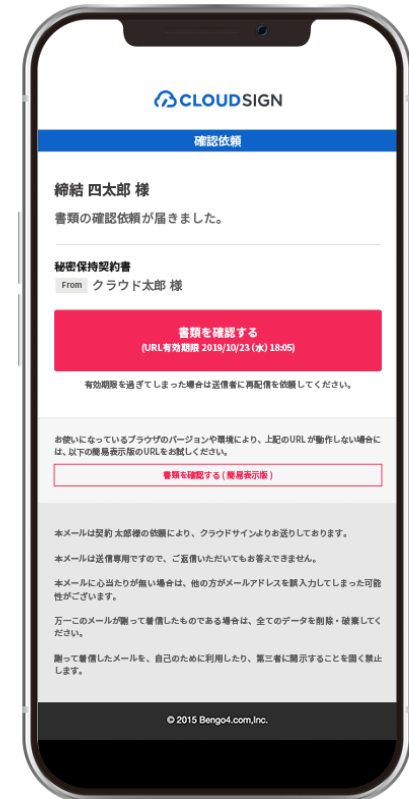 CLOUDSIGN
確認依頼
締結 四太郎 様
書類の確認依頼が届きました。
秘密保持契約書
From クラウド太郎 様
書類を確認する
(URL有効期限 2019/10/23 (水) 18:05)
有効期限を過ぎてしまった場合は送信者に再配信を依頼してください。
お使いになっているブラウザのバージョンや環境により、上記のURLが動作しない場合に
は、以下の簡易表示版のURLをお試しください。
書類を確認する ( 簡易表示版 )
本メールは契約 太郎様の依頼により、クラウドサインよりお送りしております。
本メールは送信専用ですので、ご返信いただいてもお答えできません。
本メールに心当たりが無い場合は、他の方がメールアドレスを誤入力してしまった可能
性がございます。
万一このメールが謝って着信したものである場合は、全てのデータを削除・破棄してく
ださい。
謝って着信したメールを、自己のために利用したり、第三者に開示することを固く禁止
します。
© 2015 Bengo4.com,Inc.